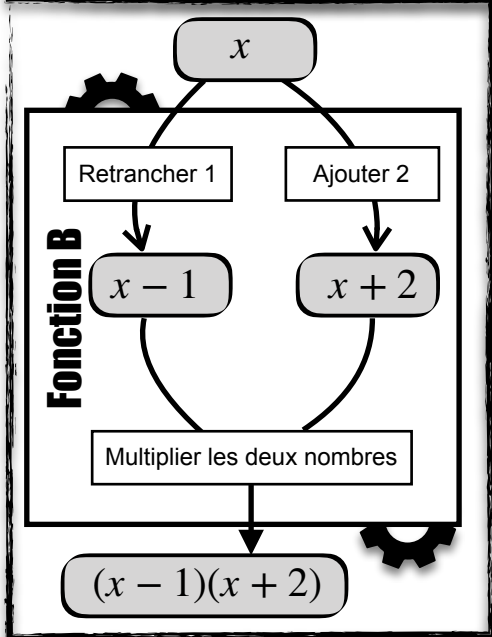 x
Retrancher 1
Ajouter 2
Fonction B
x − 1
x + 2
Multiplier les deux nombres
(x − 1)(x + 2)